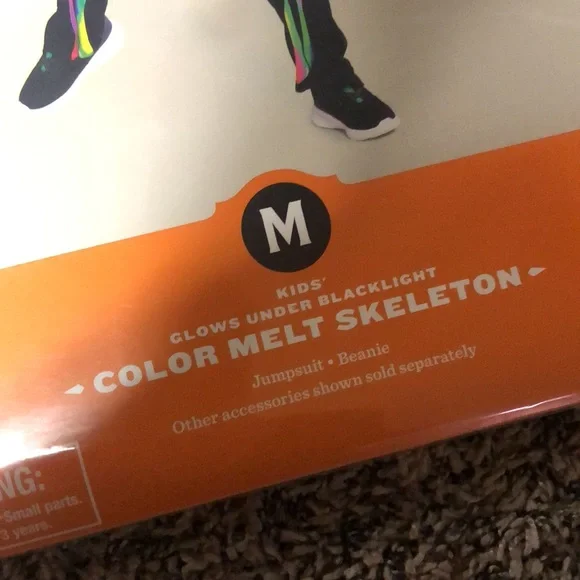 M
KIDS'
GLOWS UNDER BLACKLIGHT
COLOR MELT SKELETON
Jumpsuit • Beanie
Other accessories shown sold separately
NG:
-Small parts.
3 years.